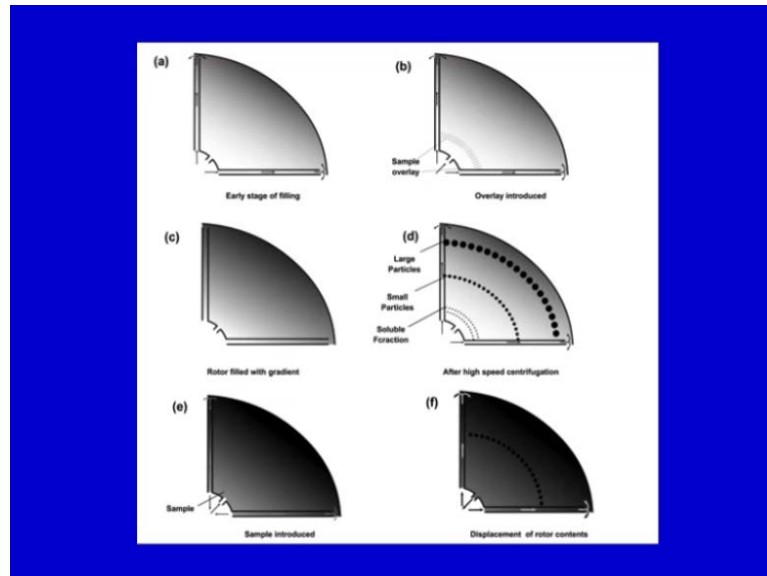 (a)
(b)
Sample
overlay
Early stage of filling
Overlay introduced
(c)
(d)
Large
Particles
Small
Particles
Soluble
Fcraction
Rotor filled with gradient
After high speed centrifugation
(e)
(f)
Sample
Sample introduced
Displacement of rotor contents